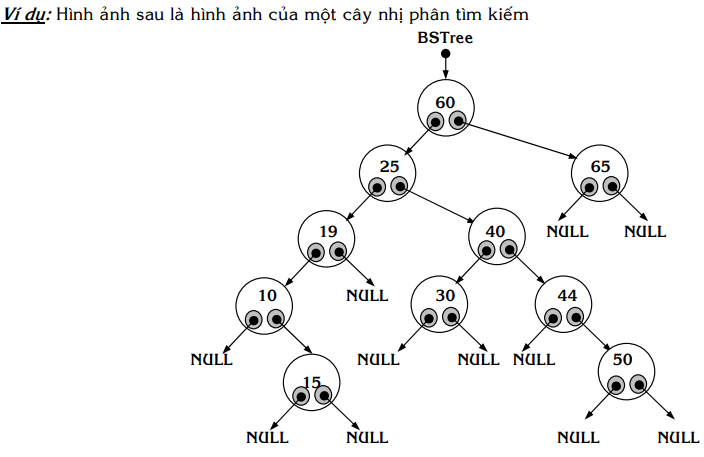 Ví dụ: Hình ảnh sau là hình ảnh của một cây nhị phân tìm kiếm
BSTree
60
25
65
19
40
NULL
NULL
10
NULL
30
44
NULL
15
NULL
NULL
NULL
50
NULL
NULL
NULL
NULL